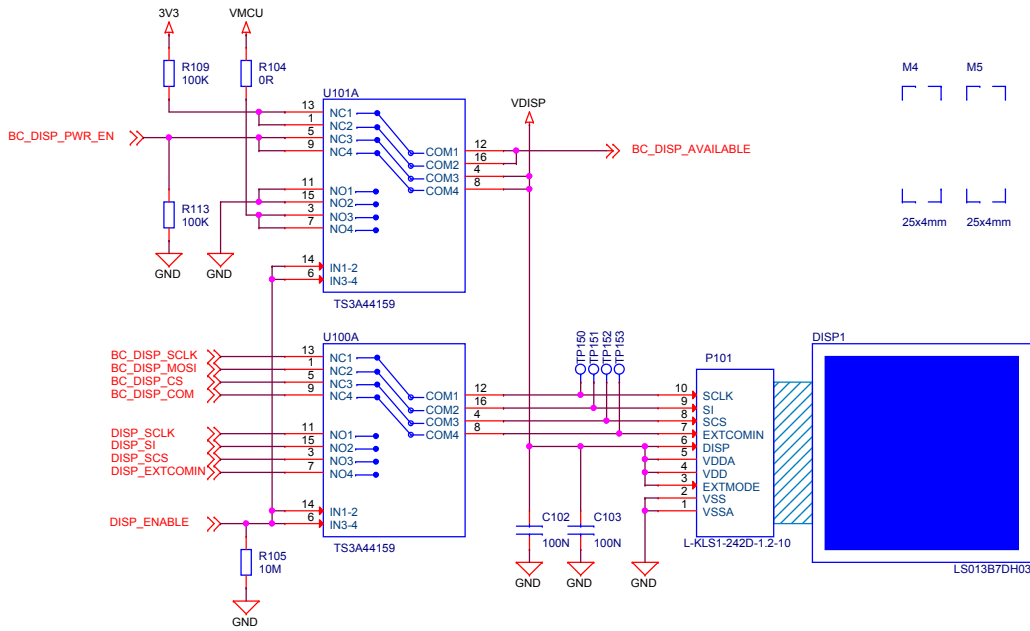 3V3 VMCU
R109
100K
R104
0R
U101A
VDISP
M4 M5
BC_DISP_PWR_EN
13 NC1
1 NC2
5 NC3
9 NC4
COM1 12
COM2 16
COM3 4
COM4 8
BC_DISP_AVAILABLE
11 NO1
15 NO2
3 NO3
7 NO4
R113
100K
25x4mm 25x4mm
GND GND
14 IN1-2
6 IN3-4
TS3A44159
U100A
TP150 TP151 TP152 TP153
P101
DISP1
BC_DISP_SCLK 13 NC1
BC_DISP_MOSI 1 NC2
BC_DISP_CS 5 NC3
BC_DISP_COM 9 NC4
COM1 12
COM2 16
COM3 4
COM4 8
10 SCLK
9 SI
8 SCS
7 EXTCOMIN
6 DISP
5 VDDA
4 VDD
3 EXTMODE
2 VSS
1 VSSA
DISP_SCLK 11 NO1
DISP_SI 15 NO2
DISP_SCS 3 NO3
DISP_EXTCOMIN 7 NO4
14 IN1-2
DISP_ENABLE 6 IN3-4
TS3A44159
C102
100N
C103
100N
L-KLS1-242D-1.2-10
R105
10M
LS013B7DH03
GND GND GND
GND